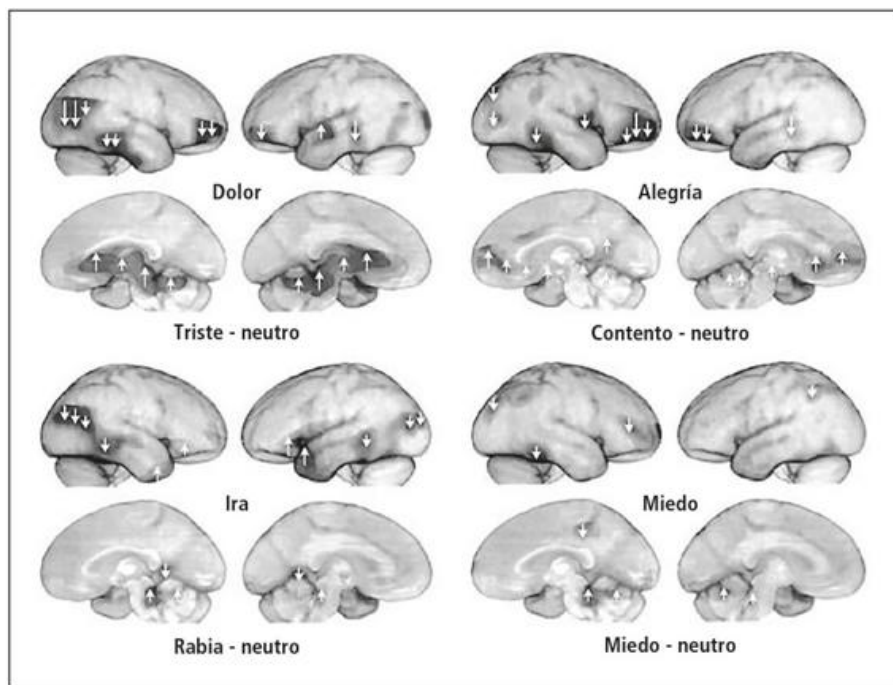 Dolor
Alegría
Triste - neutro
Contento - neutro
Ira
Miedo
Rabia - neutro
Miedo - neutro